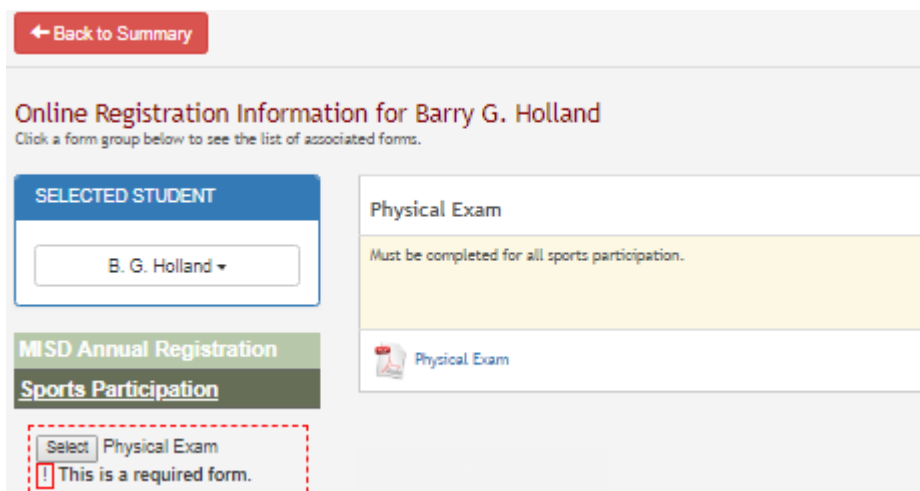 Back to Summary
Online Registration Information for Barry G. Holland
Click a form group below to see the list of associated forms.
SELECTED STUDENT
B. G. Holland
MISD Annual Registration
Sports Participation
Select Physical Exam
! This is a required form.
Physical Exam
Must be completed for all sports participation.
Physical Exam